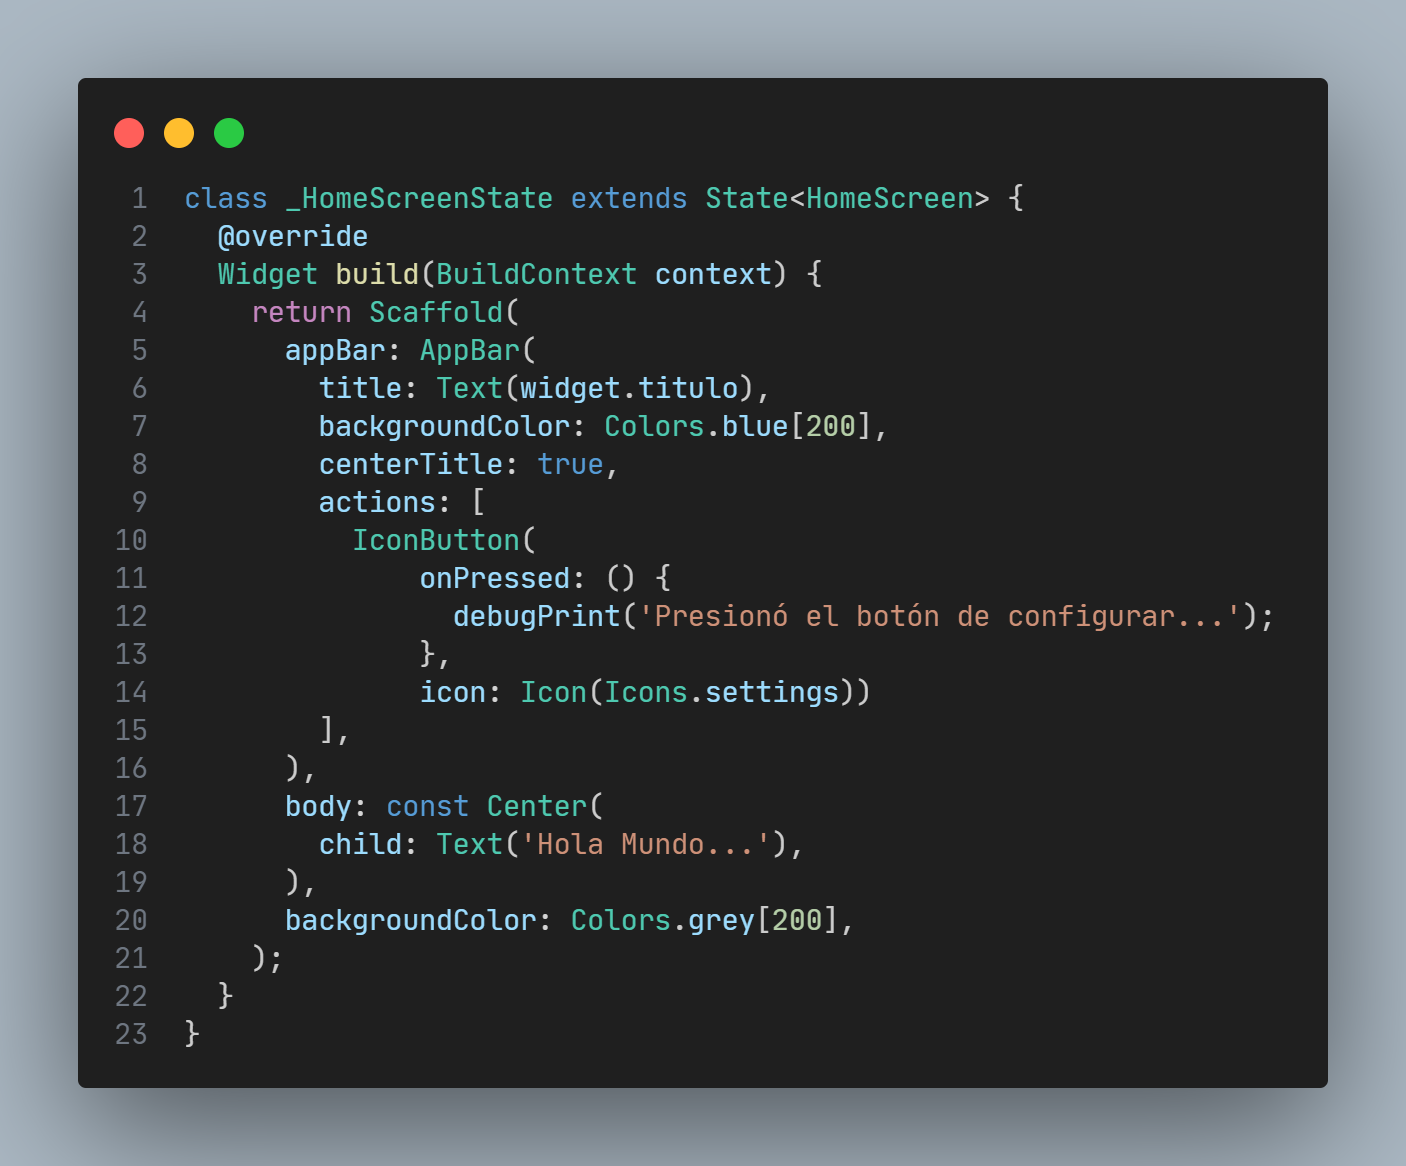 1 class _HomeScreenState extends State<HomeScreen> {
2   @override
3   Widget build(BuildContext context) {
4     return Scaffold(
5       appBar: AppBar(
6         title: Text(widget.titulo),
7         backgroundColor: Colors.blue[200],
8         centerTitle: true,
9         actions: [
10           IconButton(
11               onPressed: () {
12                 debugPrint('Presionó el botón de configurar...');
13               },
14               icon: Icon(Icons.settings))
15         ],
16       ),
17       body: const Center(
18         child: Text('Hola Mundo...'),
19       ),
20       backgroundColor: Colors.grey[200],
21     );
22   }
23 }